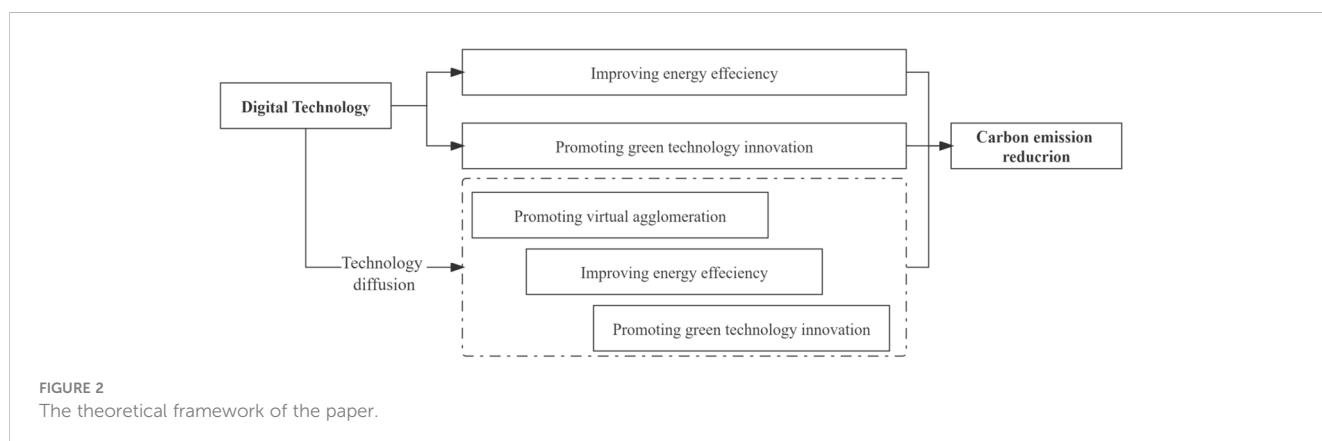 Improving energy effeciency
Digital Technology
Promoting green technology innovation
Carbon emission
reducrion
Promoting virtual agglomeration
Technology
diffusion
Improving energy effeciency
Promoting green technology innovation
FIGURE 2
The theoretical framework of the paper.